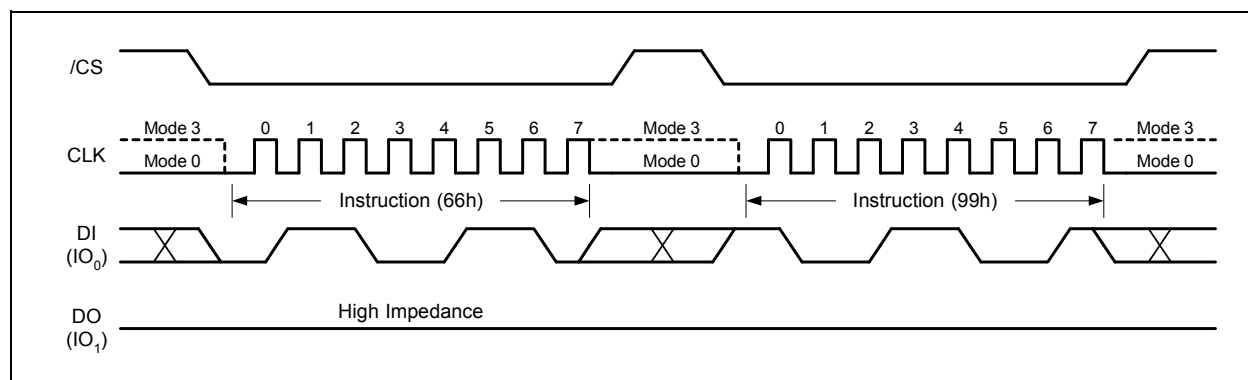 /CS
Mode 3 0 1 2 3 4 5 6 7 Mode 3 0 1 2 3 4 5 6 7 Mode 3
CLK
Mode 0 Mode 0 Mode 0
Instruction (66h) Instruction (99h)
DI
(IO0)
High Impedance
DO
(IO1)